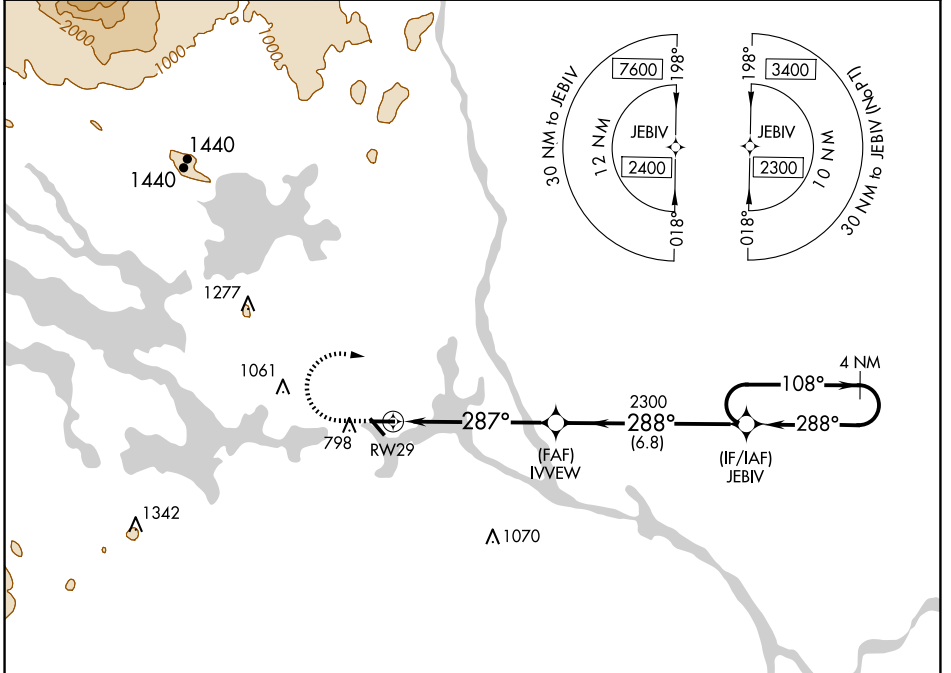 2000
1000
1000
1440
1440
1277
1061
798
RW29
1342
1070
287°
(FAF)
IVVEW
2300
288°
(6.8)
(IF/IAF)
JEBIV
108°
4 NM
288°
30 NM to JEBIV
7600
198°
12 NM
JEBIV
2400
018°
198°
3400
JEBIV
10 NM
2300
018°
30 NM to JEBIV (NoPT)